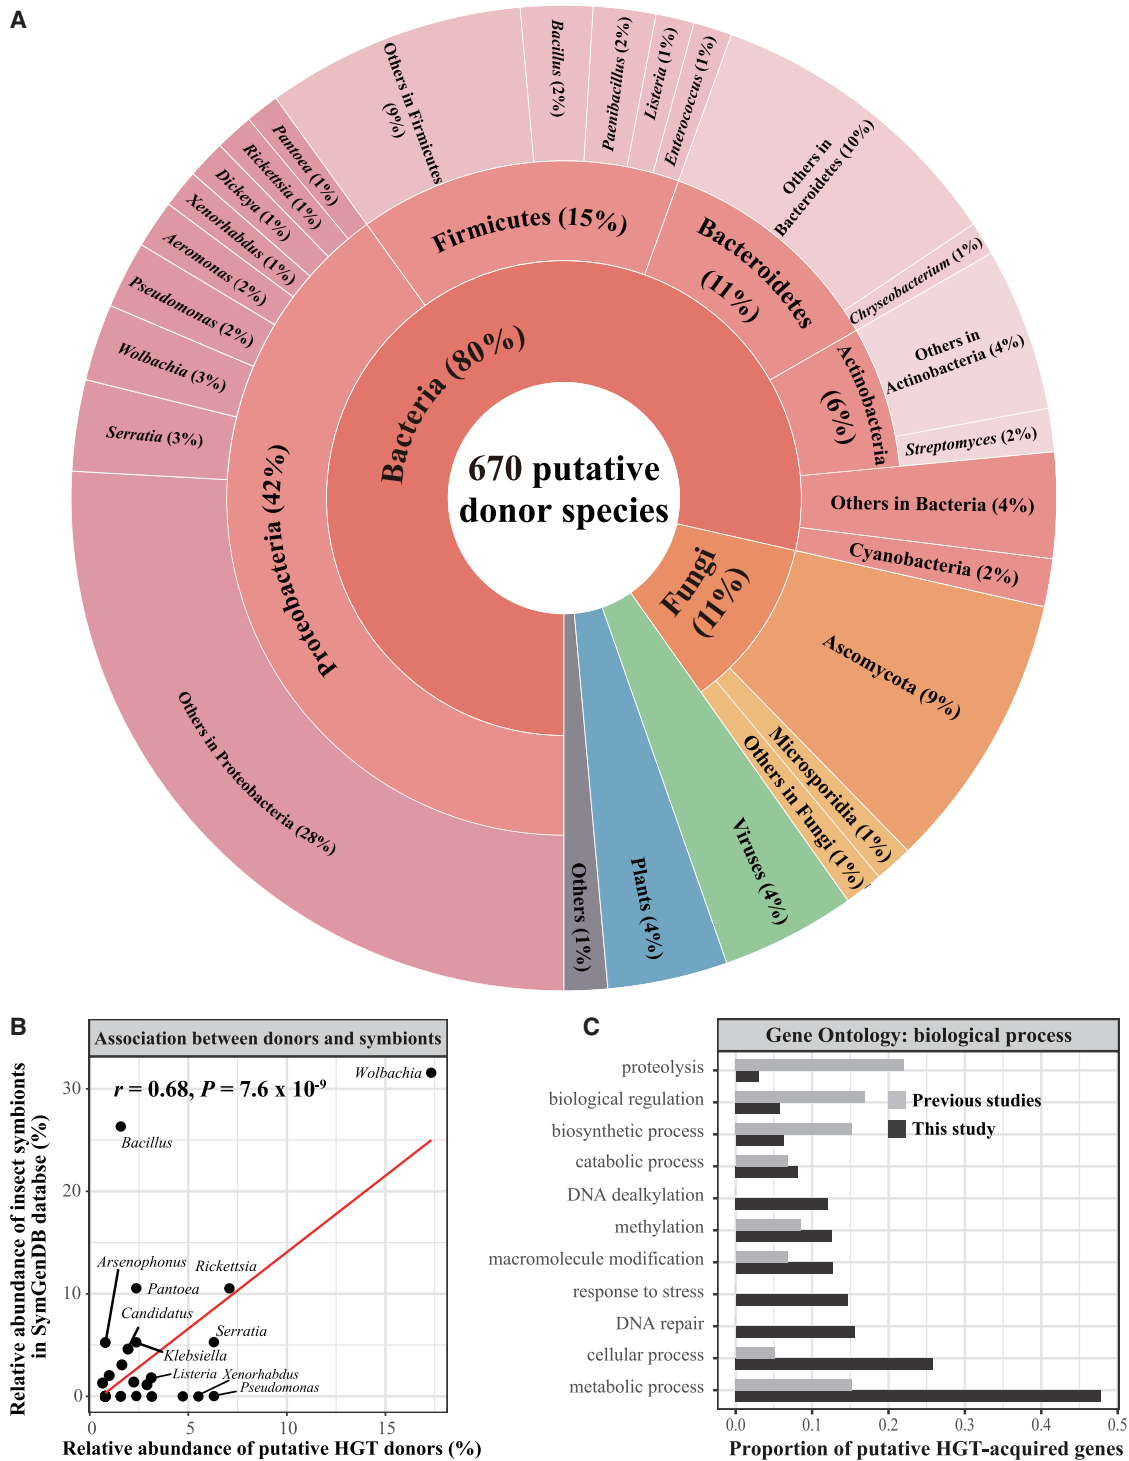 A
Others in Firmicutes
(9%)
Bacillus (2%)
Paenibacillus (2%)
Listeria (1%)
Enterococcus (1%)
Others in
Bacteroidetes (10%)
Chryseobacterium (1%)
Others in
Actinobacteria (4%)
Streptomyces (2%)
Pantoea (1%)
Rickettsia (1%)
Dickeya (1%)
Xenorhabdus (1%)
Aeromonas (2%)
Pseudomonas (2%)
Wolbachia (3%)
Serratia (3%)
Others in Proteobacteria (28%)
Firmicutes (15%)
Bacteroidetes
(11%)
Actinobacteria
(6%)
Others in Bacteria (4%)
Cyanobacteria (2%)
Proteobacteria (42%)
Bacteria (80%)
670 putative
donor species
Fungi
(11%)
Ascomycota (9%)
Microsporidia (1%)
Others in Fungi (1%)
Viruses (4%)
Plants (4%)
Others (1%)
B
Association between donors and symbionts
r = 0.68, P = 7.6 x 10-9
Wolbachia
Bacillus
Arsenophonus
Rickettsia
Pantoea
Candidatus
Serratia
Klebsiella
Listeria
Xenorhabdus
Pseudomonas
30
20
10
0
0
5
10
15
Relative abundance of insect symbionts
in SymGenDB databse (%)
Relative abundance of putative HGT donors (%)
C
Gene Ontology: biological process
Previous studies
This study
proteolysis
biological regulation
biosynthetic process
catabolic process
DNA dealkylation
methylation
macromolecule modification
response to stress
DNA repair
cellular process
metabolic process
0.0
0.1
0.2
0.3
0.4
0.5
Proportion of putative HGT-acquired genes